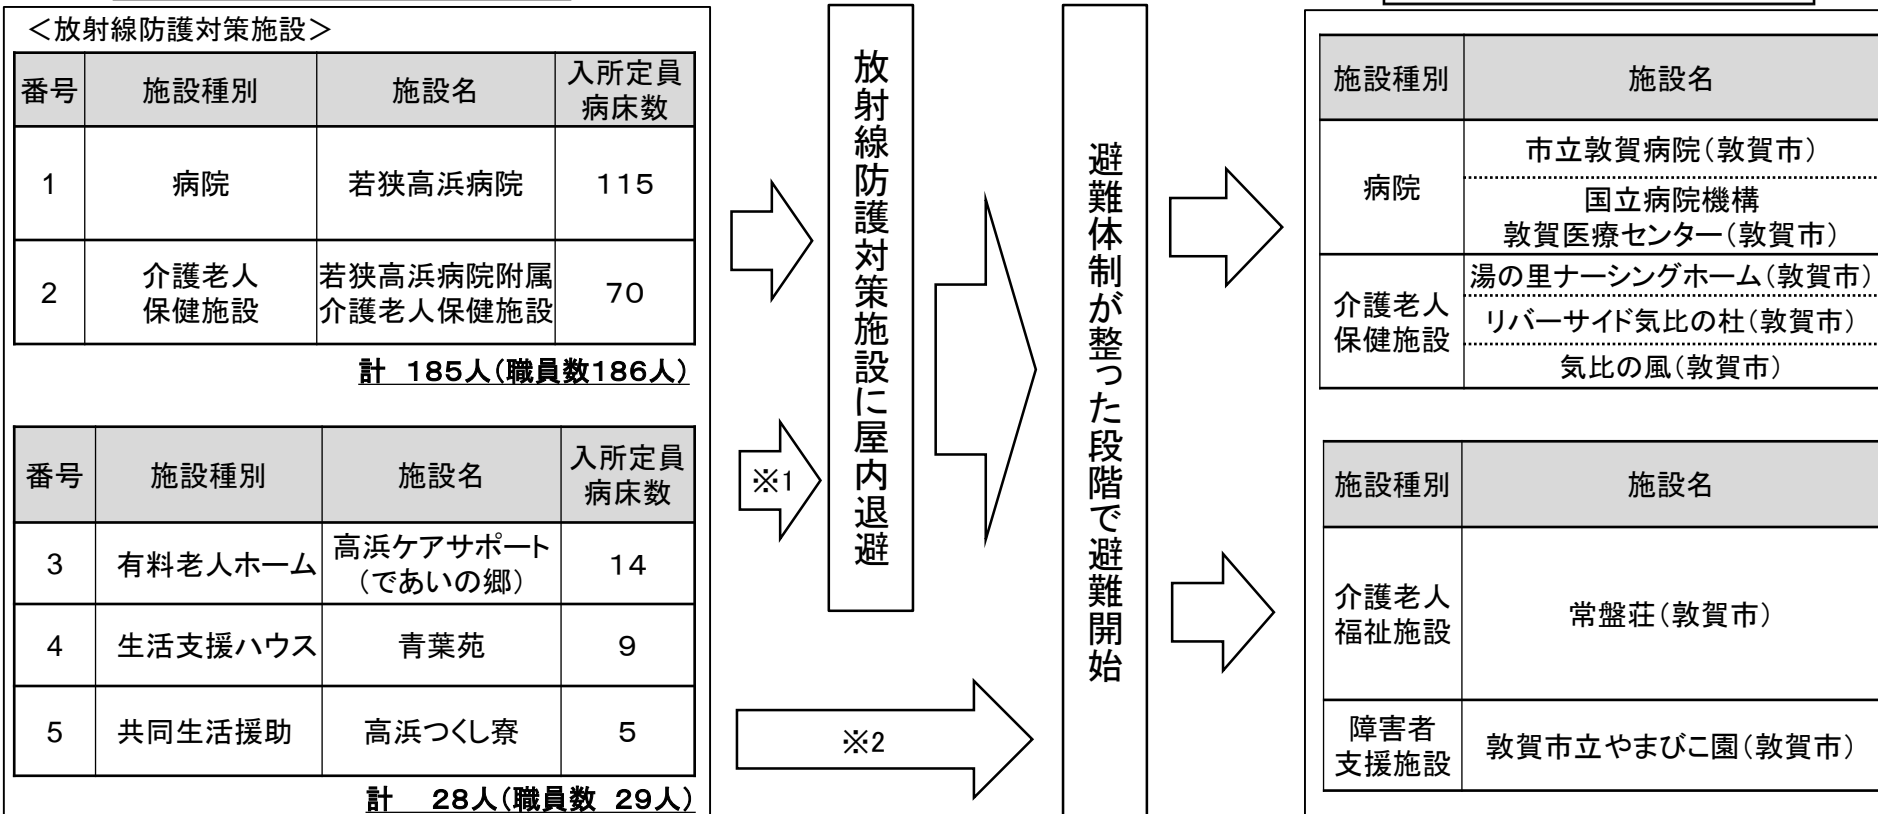 ＜放射線防護対策施設＞
番号 施設種別 施設名 入所定員
病床数
1 病院 若狭高浜病院 115
2 介護老人
保健施設 若狭高浜病院附属
介護老人保健施設 70
計 185人（職員数186人）
番号 施設種別 施設名 入所定員
病床数
3 有料老人ホーム 高浜ケアサポート
（であいの郷） 14
4 生活支援ハウス 青葉苑 9
5 共同生活援助 高浜つくし寮 5
計 28人（職員数 29人）
※1
※2
放射線防護対策施設に屋内退避
避難体制が整った段階で避難開始
施設種別 施設名
病院
市立敦賀病院（敦賀市）
国立病院機構
敦賀医療センター（敦賀市）
介護老人
保健施設
湯の里ナーシングホーム（敦賀市）
リバーサイド気比の杜（敦賀市）
気比の風（敦賀市）
施設種別 施設名
介護老人
福祉施設
常盤荘（敦賀市）
障害者
支援施設
敦賀市立やまびこ園（敦賀市）